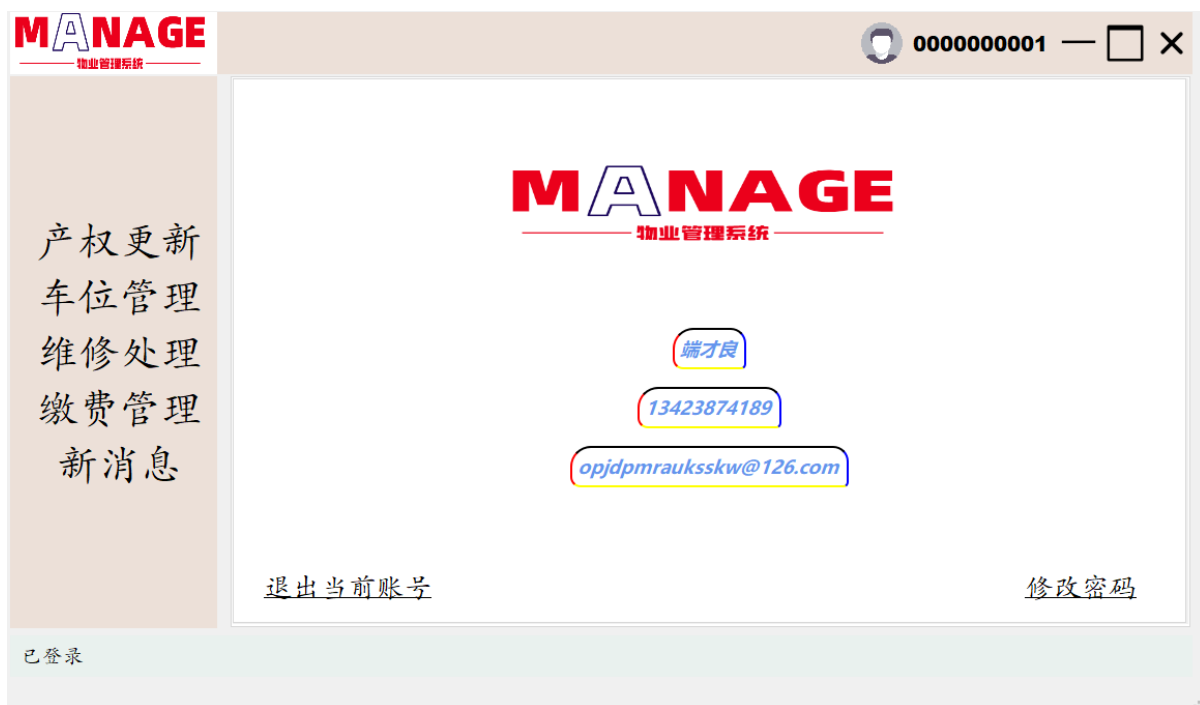 MANAGE
物业管理系统
0000000001
产权更新
车位管理
维修处理
缴费管理
新消息
MANAGE
物业管理系统
端才良
13423874189
opjdpmrauksskw@126.com
退出当前账号
修改密码
已登录